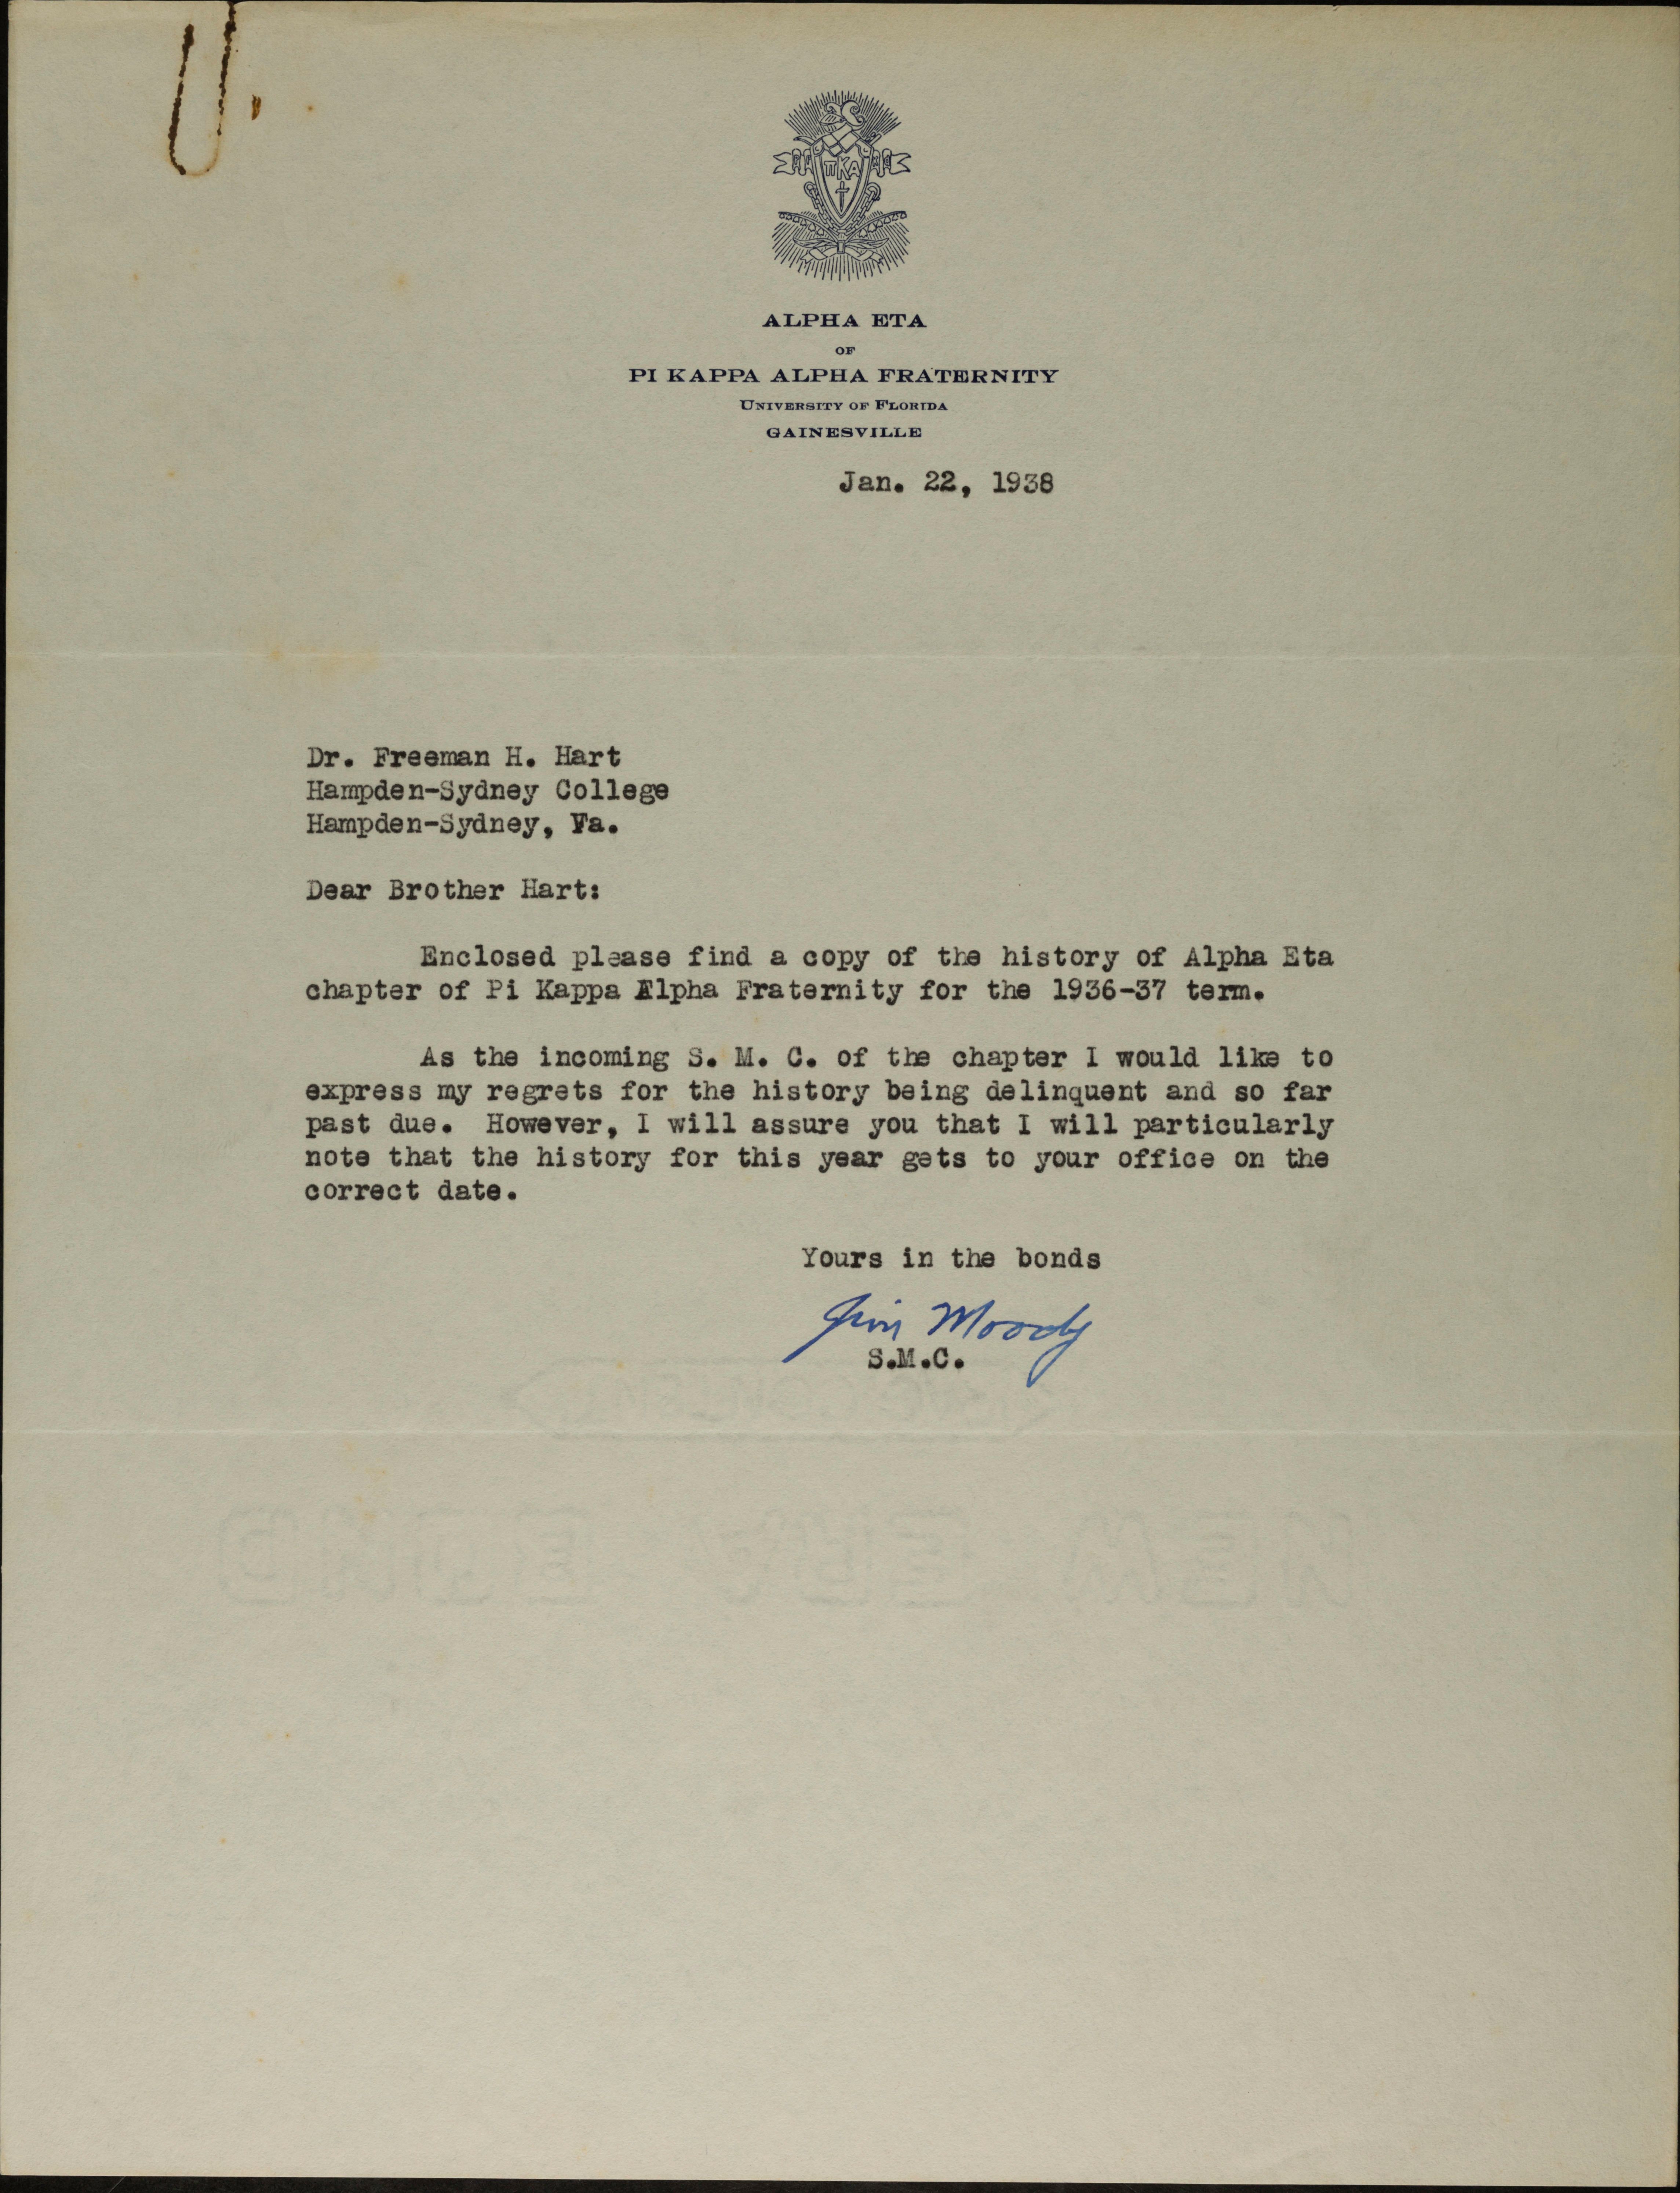 ΠΚΑ
ALPHA ETA
OF
PI KAPPA ALPHA FRATERNITY
UNIVERSITY OF FLORIDA
GAINESVILLE
Jan. 22, 1938
Dr. Freeman H. Hart
Hampden-Sydney College
Hampden-Sydney, Va.
Dear Brother Hart:
Enclosed please find a copy of the history of Alpha Eta
chapter of Pi Kappa Alpha Fraternity for the 1936-37 term.
As the incoming S. M. C. of the chapter I would like to
express my regrets for the history being delinquent and so far
past due. However, I will assure you that I will particularly
note that the history for this year gets to your office on the
correct date.
Yours in the bonds
Jim Moody
S.M.C.